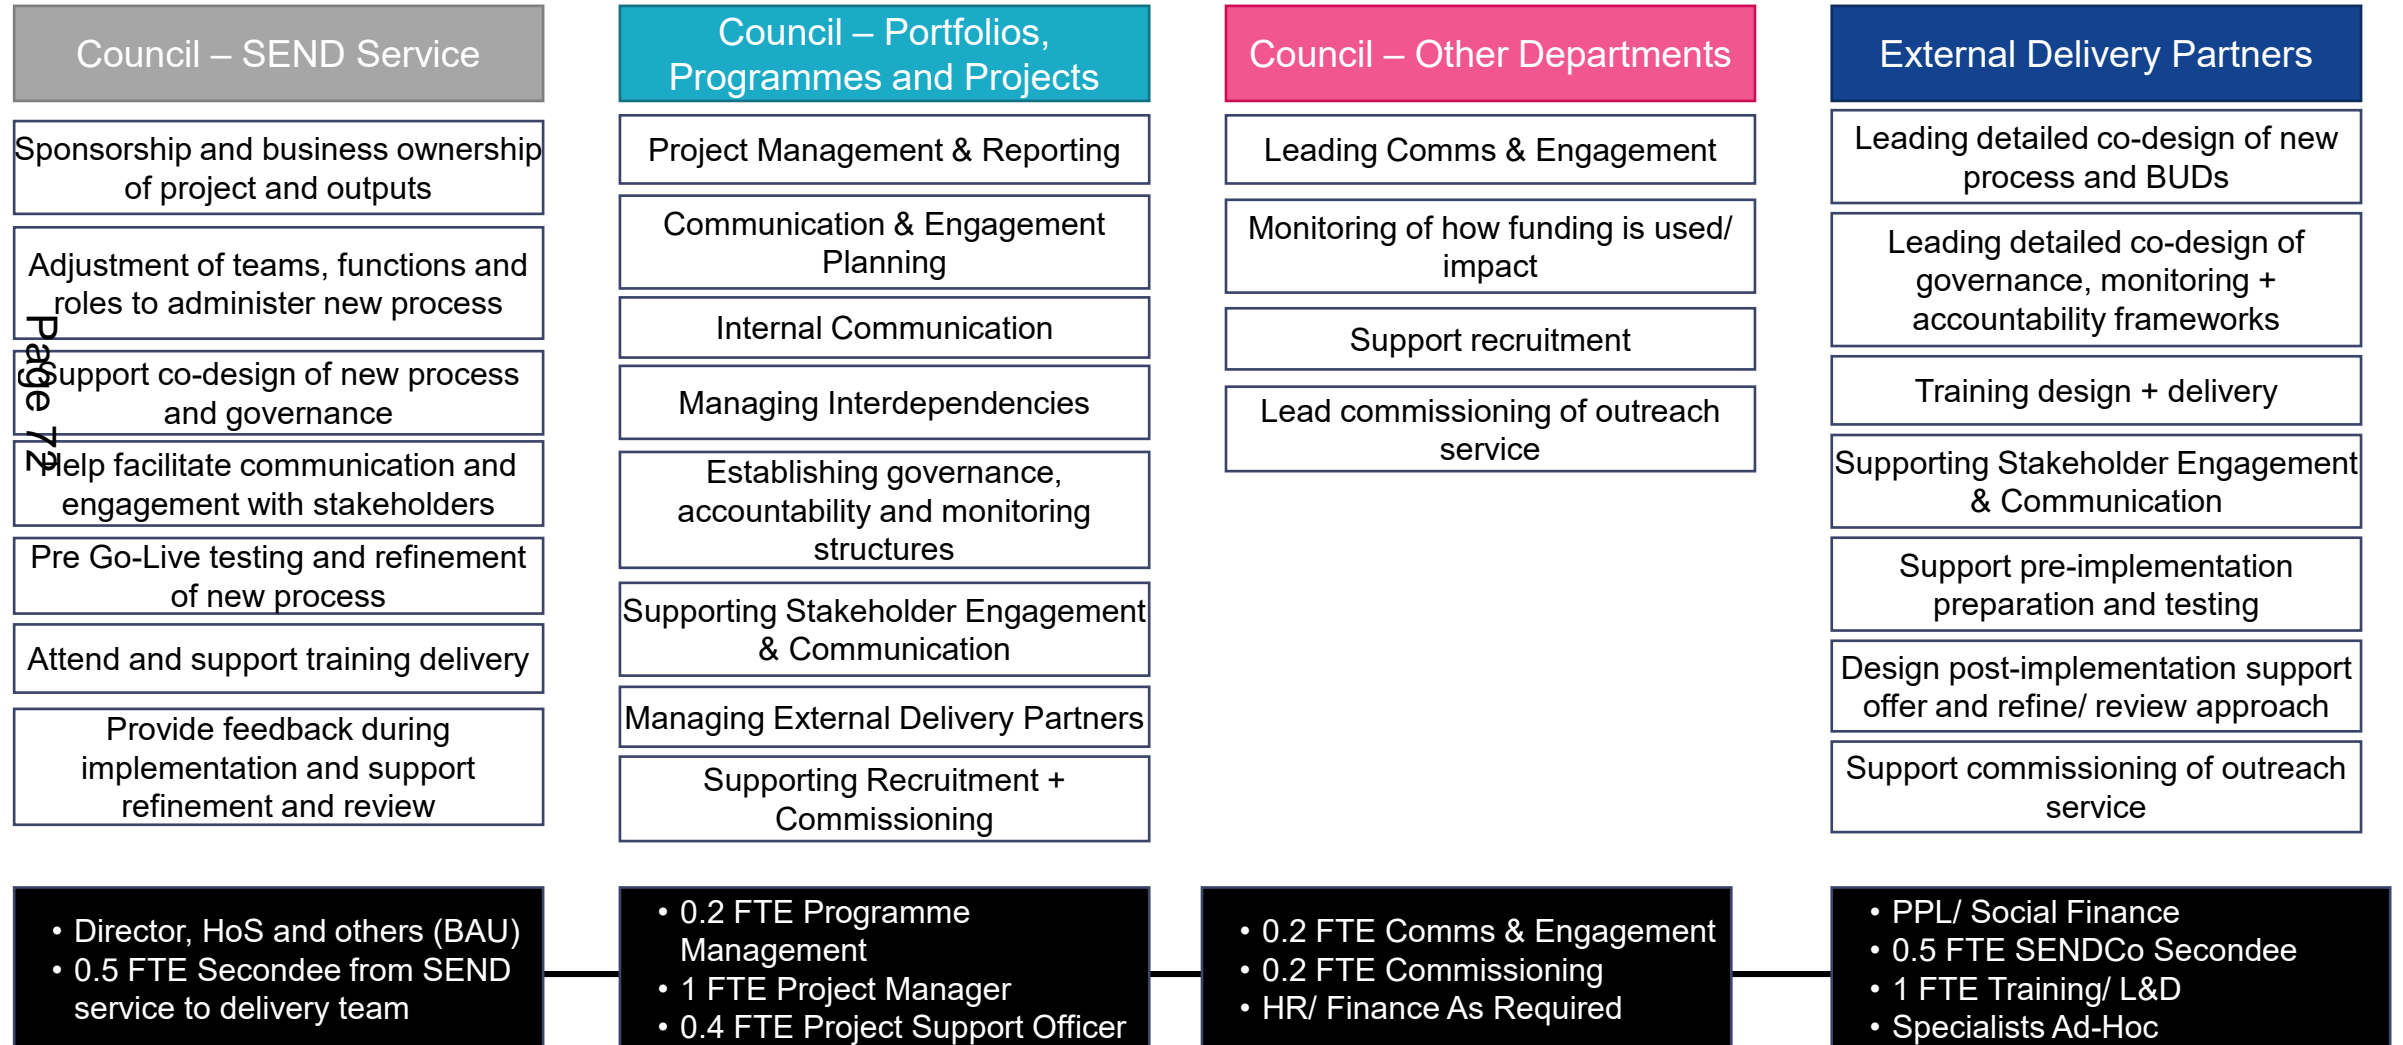 Council – SEND Service
Sponsorship and business ownership
of project and outputs
Adjustment of teams, functions and
roles to administer new process
Support co-design of new process
and governance
Help facilitate communication and
engagement with stakeholders
Pre Go-Live testing and refinement
of new process
Attend and support training delivery
Provide feedback during
implementation and support
refinement and review
• Director, HoS and others (BAU)
• 0.5 FTE Secondee from SEND
service to delivery team
Page 72
Council – Portfolios,
Programmes and Projects
Project Management & Reporting
Communication & Engagement
Planning
Internal Communication
Managing Interdependencies
Establishing governance,
accountability and monitoring
structures
Supporting Stakeholder Engagement
& Communication
Managing External Delivery Partners
Supporting Recruitment +
Commissioning
• 0.2 FTE Programme
Management
• 1 FTE Project Manager
• 0.4 FTE Project Support Officer
Council – Other Departments
Leading Comms & Engagement
Monitoring of how funding is used/
impact
Support recruitment
Lead commissioning of outreach
service
• 0.2 FTE Comms & Engagement
• 0.2 FTE Commissioning
• HR/ Finance As Required
External Delivery Partners
Leading detailed co-design of new
process and BUDs
Leading detailed co-design of
governance, monitoring +
accountability frameworks
Training design + delivery
Supporting Stakeholder Engagement
& Communication
Support pre-implementation
preparation and testing
Design post-implementation support
offer and refine/ review approach
Support commissioning of outreach
service
• PPL/ Social Finance
• 0.5 FTE SENDCo Secondee
• 1 FTE Training/ L&D
• Specialists Ad-Hoc